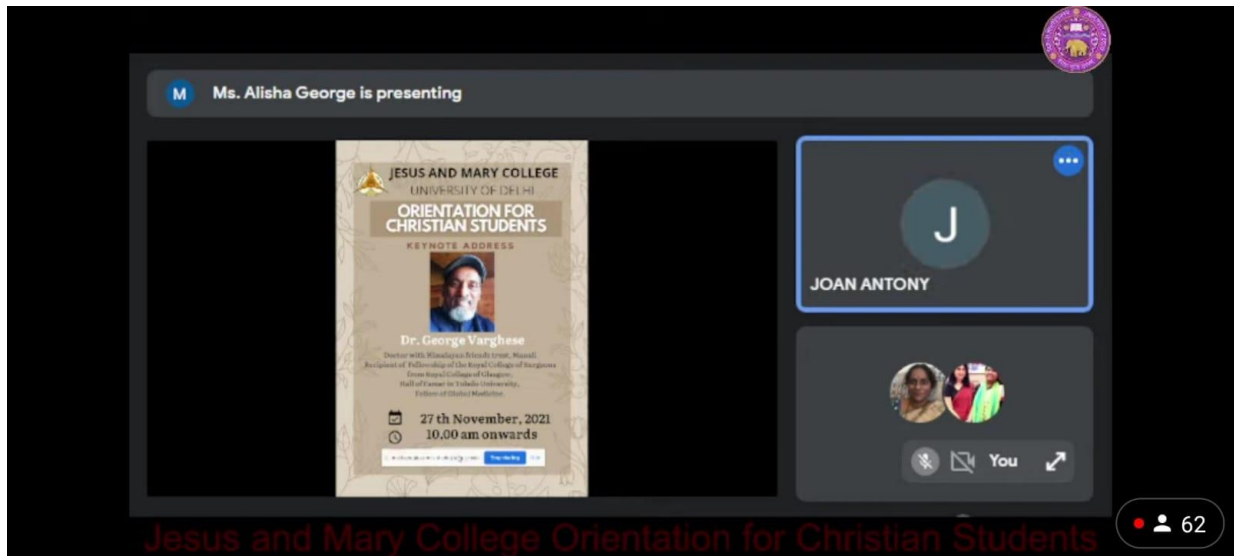 M Ms. Alisha George is presenting
JESUS AND MARY COLLEGE
UNIVERSITY OF DELHI
ORIENTATION FOR
CHRISTIAN STUDENTS
KEYNOTE ADDRESS
Dr. George Varghese
Doctor with Himalayan friends trust, Manali
Recipient of Fellowship of the Royal College of Surgeons
from Royal College of Glasgow,
Hall of Famer in Toledo University,
Fellow of Global Medicine.
27 th November, 2021
10.00 am onwards
Stop sharing
J
JOAN ANTONY
You
62
Jesus and Mary College Orientation for Christian Students